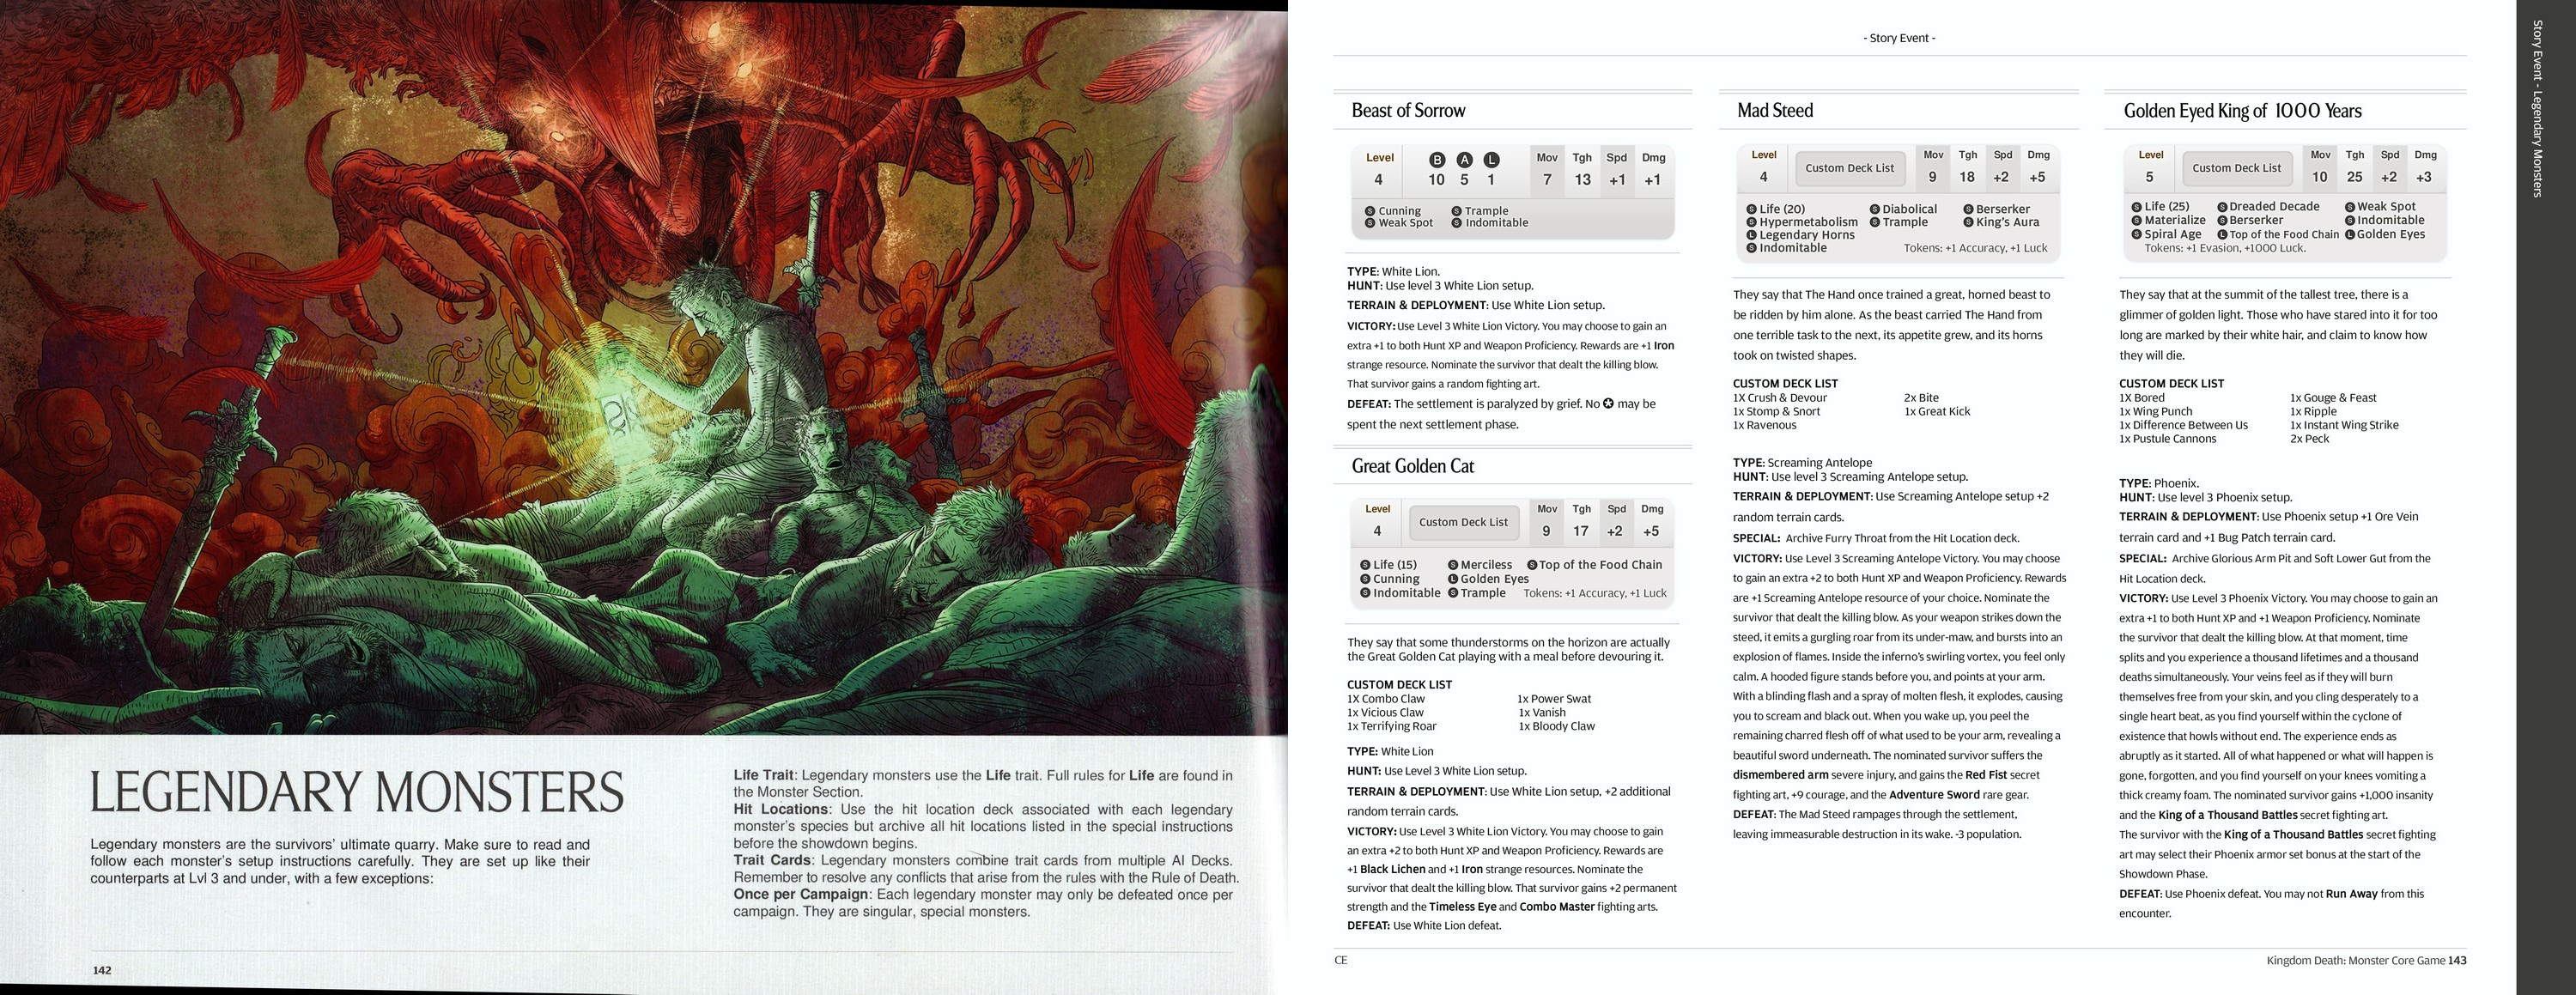 LEGENDARY MONSTERS
Legendary monsters are the survivors' ultimate quarry. Make sure to read and
follow each monster's setup instructions carefully. They are set up like their
counterparts at Lvl 3 and under, with a few exceptions:
Life Trait: Legendary monsters use the Life trait. Full rules for Life are found in
the Monster Section.
Hit Locations: Use the hit location deck associated with each legendary
monster's species but archive all hit locations listed in the special instructions
before the showdown begins.
Trait Cards: Legendary monsters combine trait cards from multiple AI Decks.
Remember to resolve any conflicts that arise from the rules with the Rule of Death.
Once per Campaign: Each legendary monster may only be defeated once per
campaign. They are singular, special monsters.
142
- Story Event -
Beast of Sorrow
Level B A L Mov Tgh Spd Dmg
4 10 5 1 7 13 +1 +1
S Cunning S Trample
S Weak Spot S Indomitable
TYPE: White Lion.
HUNT: Use level 3 White Lion setup.
TERRAIN & DEPLOYMENT: Use White Lion setup.
VICTORY: Use Level 3 White Lion Victory. You may choose to gain an
extra +1 to both Hunt XP and Weapon Proficiency. Rewards are +1 Iron
strange resource. Nominate the survivor that dealt the killing blow.
That survivor gains a random fighting art.
DEFEAT: The settlement is paralyzed by grief. No ✪ may be
spent the next settlement phase.
Great Golden Cat
Level Custom Deck List Mov Tgh Spd Dmg
4 9 17 +2 +5
S Life (15) S Merciless S Top of the Food Chain
S Cunning L Golden Eyes
S Indomitable S Trample Tokens: +1 Accuracy, +1 Luck
They say that some thunderstorms on the horizon are actually
the Great Golden Cat playing with a meal before devouring it.
CUSTOM DECK LIST
1X Combo Claw 1x Power Swat
1x Vicious Claw 1x Vanish
1x Terrifying Roar 1x Bloody Claw
TYPE: White Lion
HUNT: Use Level 3 White Lion setup.
TERRAIN & DEPLOYMENT: Use White Lion setup, +2 additional
random terrain cards.
VICTORY: Use Level 3 White Lion Victory. You may choose to gain
an extra +2 to both Hunt XP and Weapon Proficiency. Rewards are
+1 Black Lichen and +1 Iron strange resources. Nominate the
survivor that dealt the killing blow. That survivor gains +2 permanent
strength and the Timeless Eye and Combo Master fighting arts.
DEFEAT: Use White Lion defeat.
Mad Steed
Level Custom Deck List Mov Tgh Spd Dmg
4 9 18 +2 +5
S Life (20) S Diabolical S Berserker
S Hypermetabolism S Trample S King's Aura
L Legendary Horns
S Indomitable Tokens: +1 Accuracy, +1 Luck
They say that The Hand once trained a great, horned beast to
be ridden by him alone. As the beast carried The Hand from
one terrible task to the next, its appetite grew, and its horns
took on twisted shapes.
CUSTOM DECK LIST
1X Crush & Devour 2x Bite
1x Stomp & Snort 1x Great Kick
1x Ravenous
TYPE: Screaming Antelope
HUNT: Use level 3 Screaming Antelope setup.
TERRAIN & DEPLOYMENT: Use Screaming Antelope setup +2
random terrain cards.
SPECIAL: Archive Furry Throat from the Hit Location deck.
VICTORY: Use Level 3 Screaming Antelope Victory. You may choose
to gain an extra +2 to both Hunt XP and Weapon Proficiency. Rewards
are +1 Screaming Antelope resource of your choice. Nominate the
survivor that dealt the killing blow. As your weapon strikes down the
steed, it emits a gurgling roar from its under-maw, and bursts into an
explosion of flames. Inside the inferno's swirling vortex, you feel only
calm. A hooded figure stands before you, and points at your arm.
With a blinding flash and a spray of molten flesh, it explodes, causing
you to scream and black out. When you wake up, you peel the
remaining charred flesh off of what used to be your arm, revealing a
beautiful sword underneath. The nominated survivor suffers the
dismembered arm severe injury, and gains the Red Fist secret
fighting art, +9 courage, and the Adventure Sword rare gear.
DEFEAT: The Mad Steed rampages through the settlement,
leaving immeasurable destruction in its wake. -3 population.
Golden Eyed King of 1000 Years
Level Custom Deck List Mov Tgh Spd Dmg
5 10 25 +2 +3
S Life (25) S Dreaded Decade S Weak Spot
S Materialize S Berserker S Indomitable
S Spiral Age L Top of the Food Chain L Golden Eyes
Tokens: +1 Evasion, +1000 Luck.
They say that at the summit of the tallest tree, there is a
glimmer of golden light. Those who have stared into it for too
long are marked by their white hair, and claim to know how
they will die.
CUSTOM DECK LIST
1X Bored 1x Gouge & Feast
1x Wing Punch 1x Ripple
1x Difference Between Us 1x Instant Wing Strike
1x Pustule Cannons 2x Peck
TYPE: Phoenix.
HUNT: Use level 3 Phoenix setup.
TERRAIN & DEPLOYMENT: Use Phoenix setup +1 Ore Vein
terrain card and +1 Bug Patch terrain card.
SPECIAL: Archive Glorious Arm Pit and Soft Lower Gut from the
Hit Location deck.
VICTORY: Use Level 3 Phoenix Victory. You may choose to gain an
extra +1 to both Hunt XP and +1 Weapon Proficiency. Nominate
the survivor that dealt the killing blow. At that moment, time
splits and you experience a thousand lifetimes and a thousand
deaths simultaneously. Your veins feel as if they will burn
themselves free from your skin, and you cling desperately to a
single heart beat, as you find yourself within the cyclone of
existence that howls without end. The experience ends as
abruptly as it started. All of what happened or what will happen is
gone, forgotten, and you find yourself on your knees vomiting a
thick creamy foam. The nominated survivor gains +1,000 insanity
and the King of a Thousand Battles secret fighting art.
The survivor with the King of a Thousand Battles secret fighting
art may select their Phoenix armor set bonus at the start of the
Showdown Phase.
DEFEAT: Use Phoenix defeat. You may not Run Away from this
encounter.
CE
Kingdom Death: Monster Core Game 143
Story Event - Legendary Monsters